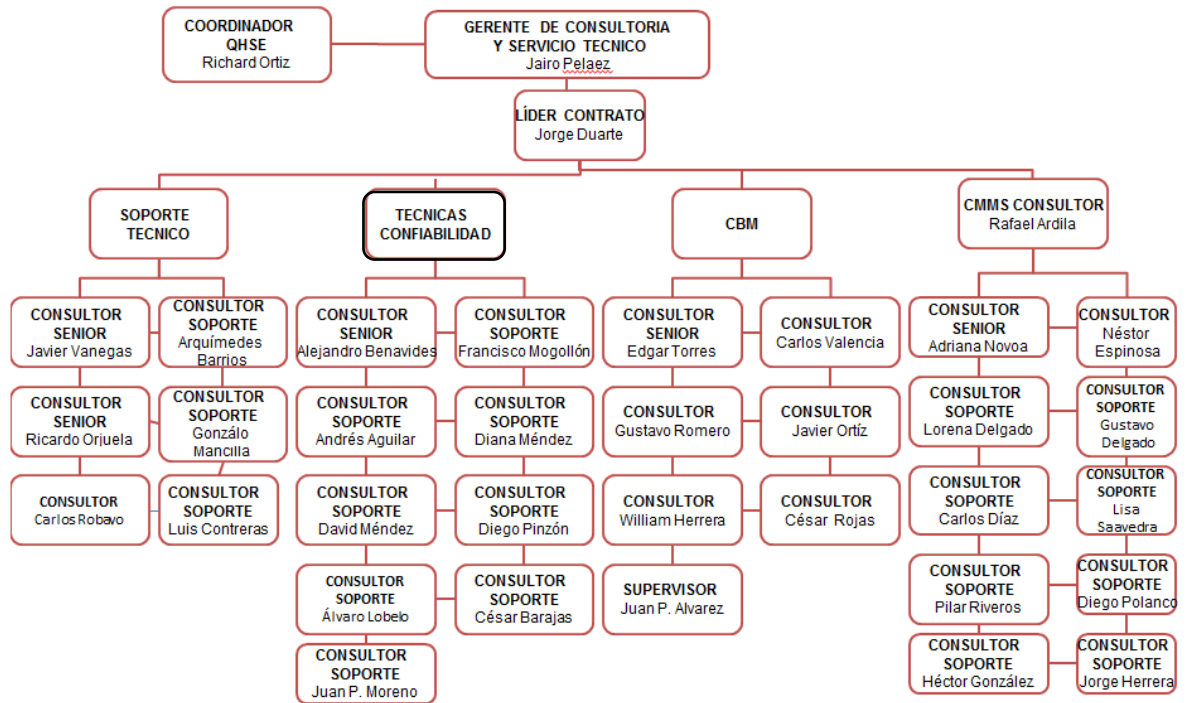 COORDINADOR
QHSE
Richard Ortiz
GERENTE DE CONSULTORIA
Y SERVICIO TECNICO
Jairo Pelaez
LÍDER CONTRATO
Jorge Duarte
SOPORTE
TECNICO
TECNICAS
CONFIABILIDAD
CBM
CMMS CONSULTOR
Rafael Ardila
CONSULTOR
SENIOR
Javier Vanegas
CONSULTOR
SOPORTE
Arquímedes
Barrios
CONSULTOR
SENIOR
Alejandro Benavides
CONSULTOR
SOPORTE
Francisco Mogollón
CONSULTOR
SENIOR
Edgar Torres
CONSULTOR
Carlos Valencia
CONSULTOR
SENIOR
Adriana Novoa
CONSULTOR
Néstor
Espinosa
CONSULTOR
SENIOR
Ricardo Orjuela
CONSULTOR
SOPORTE
Gonzálo
Mancilla
CONSULTOR
SOPORTE
Andrés Aguilar
CONSULTOR
SOPORTE
Diana Méndez
CONSULTOR
Gustavo Romero
CONSULTOR
Javier Ortíz
CONSULTOR
SOPORTE
Lorena Delgado
CONSULTOR
SOPORTE
Gustavo
Delgado
CONSULTOR
Carlos Robavo
CONSULTOR
SOPORTE
Luis Contreras
CONSULTOR
SOPORTE
David Méndez
CONSULTOR
SOPORTE
Diego Pinzón
CONSULTOR
William Herrera
CONSULTOR
César Rojas
CONSULTOR
SOPORTE
Carlos Díaz
CONSULTOR
SOPORTE
Lisa
Saavedra
CONSULTOR
SOPORTE
Álvaro Lobelo
CONSULTOR
SOPORTE
César Barajas
SUPERVISOR
Juan P. Alvarez
CONSULTOR
SOPORTE
Pilar Riveros
CONSULTOR
SOPORTE
Diego Polanco
CONSULTOR
SOPORTE
Juan P. Moreno
CONSULTOR
SOPORTE
Héctor González
CONSULTOR
SOPORTE
Jorge Herrera